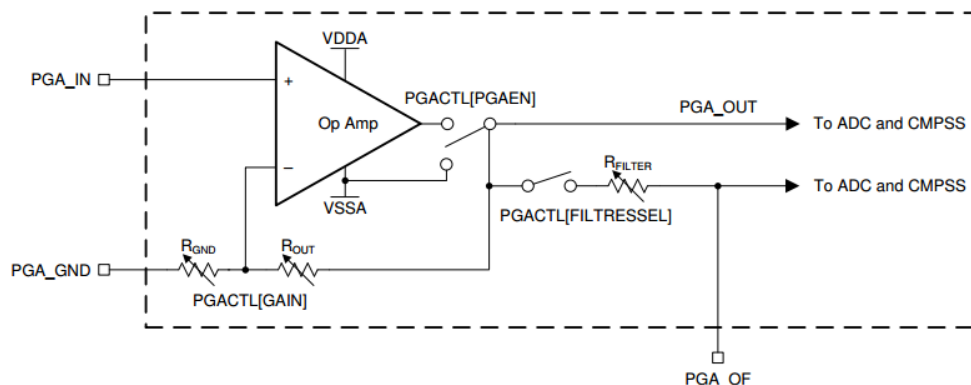 VDDA
PGA_IN
+
PGACTL[PGAEN]
PGA_OUT
Op Amp
To ADC and CMPSS
−
RFILTER
To ADC and CMPSS
VSSA
PGACTL[FILTRESSEL]
RGND
ROUT
PGA_GND
PGACTL[GAIN]
PGA_OF